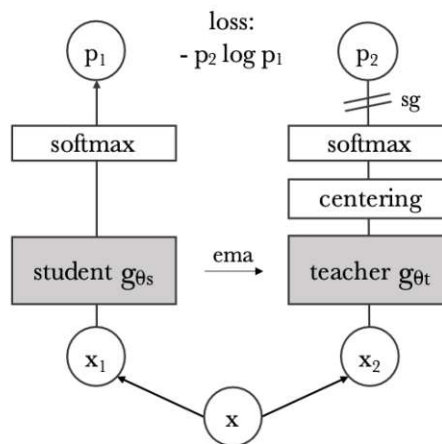 loss:
- p₂ log p₁
p₁
p₂
sg
softmax
softmax
centering
student gθs
ema
teacher gθt
x₁
x₂
x